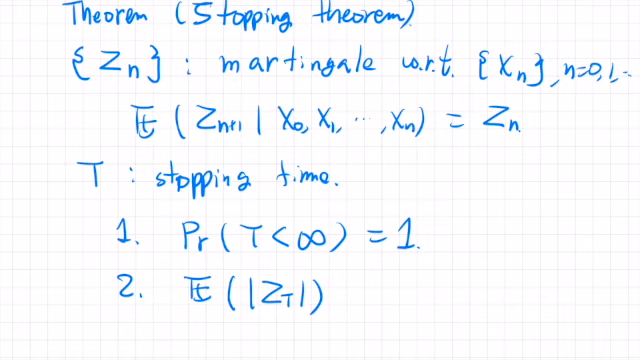 Theorem (Stopping theorem)
{Zn} : martingale w.r.t. {Xn}, n=0,1,..
𝔼 (Zn+1 | X0, X1, ..., Xn) = Zn
T : stopping time.
1. Pr (T < ∞) = 1.
2. 𝔼 (|ZT|)